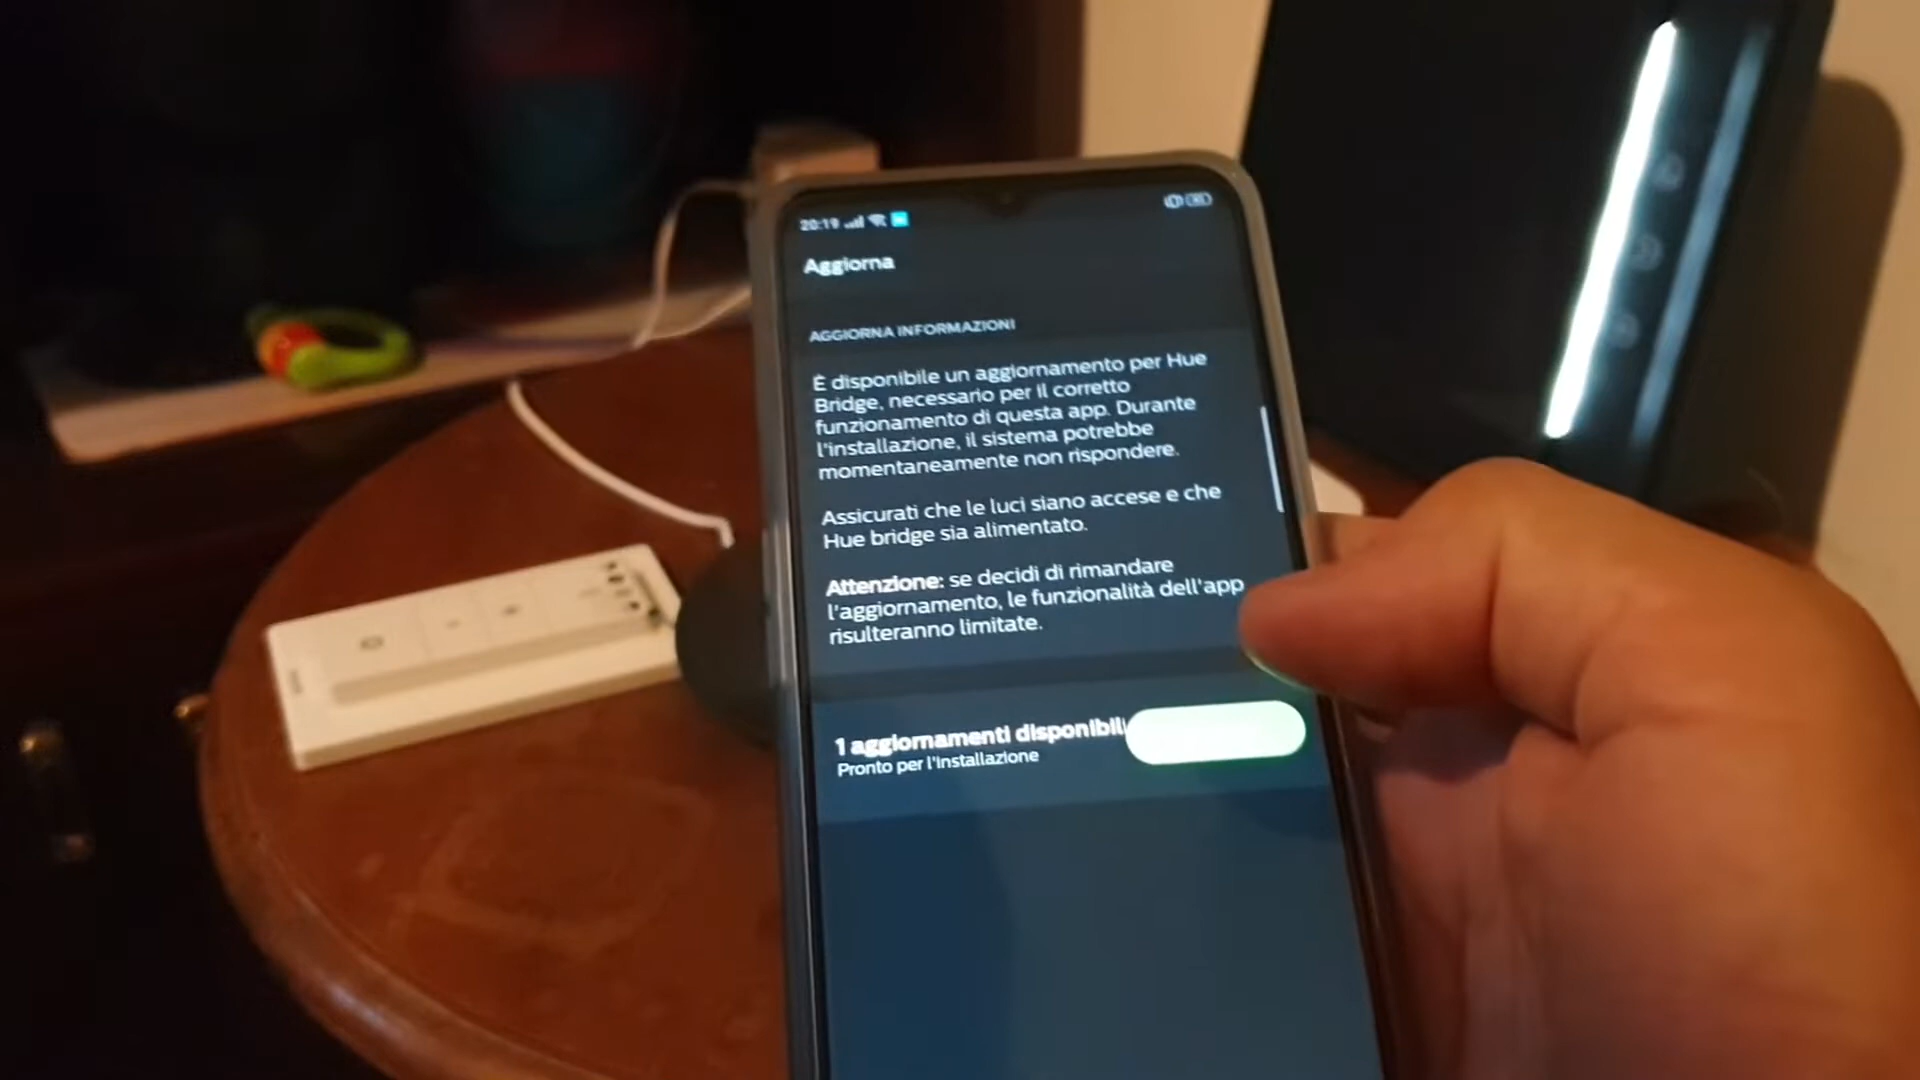 20:19
Aggiorna
AGGIORNA INFORMAZIONI
È disponibile un aggiornamento per Hue
Bridge, necessario per il corretto
funzionamento di questa app. Durante
l'installazione, il sistema potrebbe
momentaneamente non rispondere.
Assicurati che le luci siano accese e che
Hue bridge sia alimentato.
Attenzione: se decidi di rimandare
l'aggiornamento, le funzionalità dell'app
risulteranno limitate.
1 aggiornamenti disponibili
Pronto per l'installazione